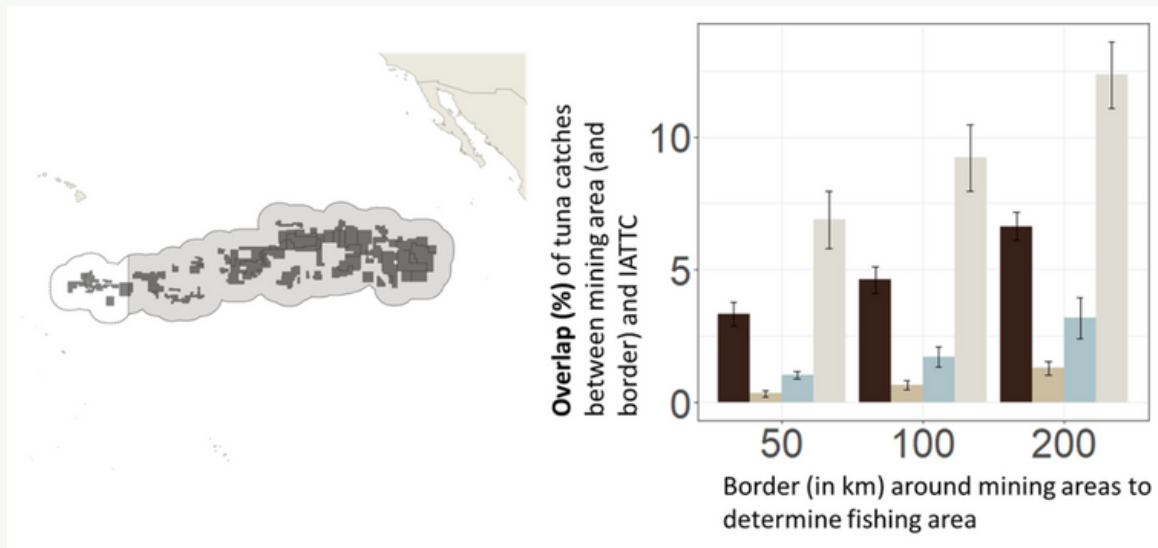 Overlap (%) of tuna catches
between mining area (and
border) and IATTC
10
5
0
50 100 200
Border (in km) around mining areas to
determine fishing area